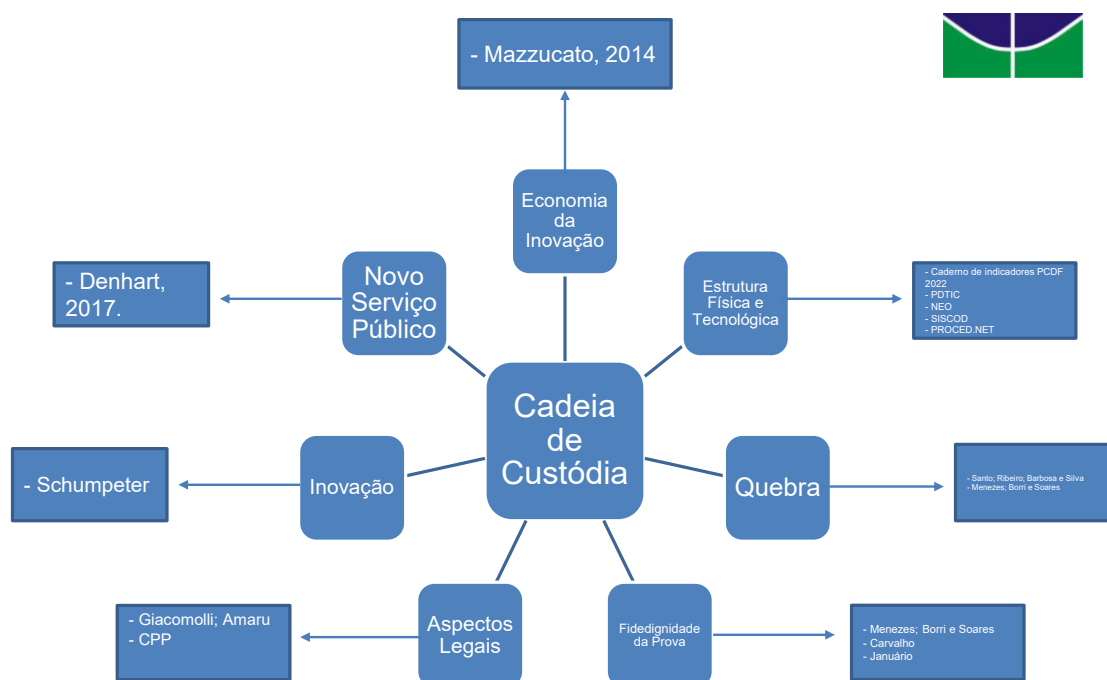 - Mazzucato, 2014
Economia
da
Inovação
Novo
Serviço
Público
- Denhart,
2017.
Estrutura
Física e
Tecnológica
- Caderno de indicadores PCDF
2022
- PDTIC
- NEO
- SISCOD
- PROCED.NET
Cadeia
de
Custódia
Inovação
- Schumpeter
Quebra
- Santo; Ribeiro; Barbosa e Silva
- Menezes; Borri e Soares
Aspectos
Legais
- Giacomolli; Amaru
- CPP
Fidedignidade
da Prova
- Menezes; Borri e Soares
- Carvalho
- Januário